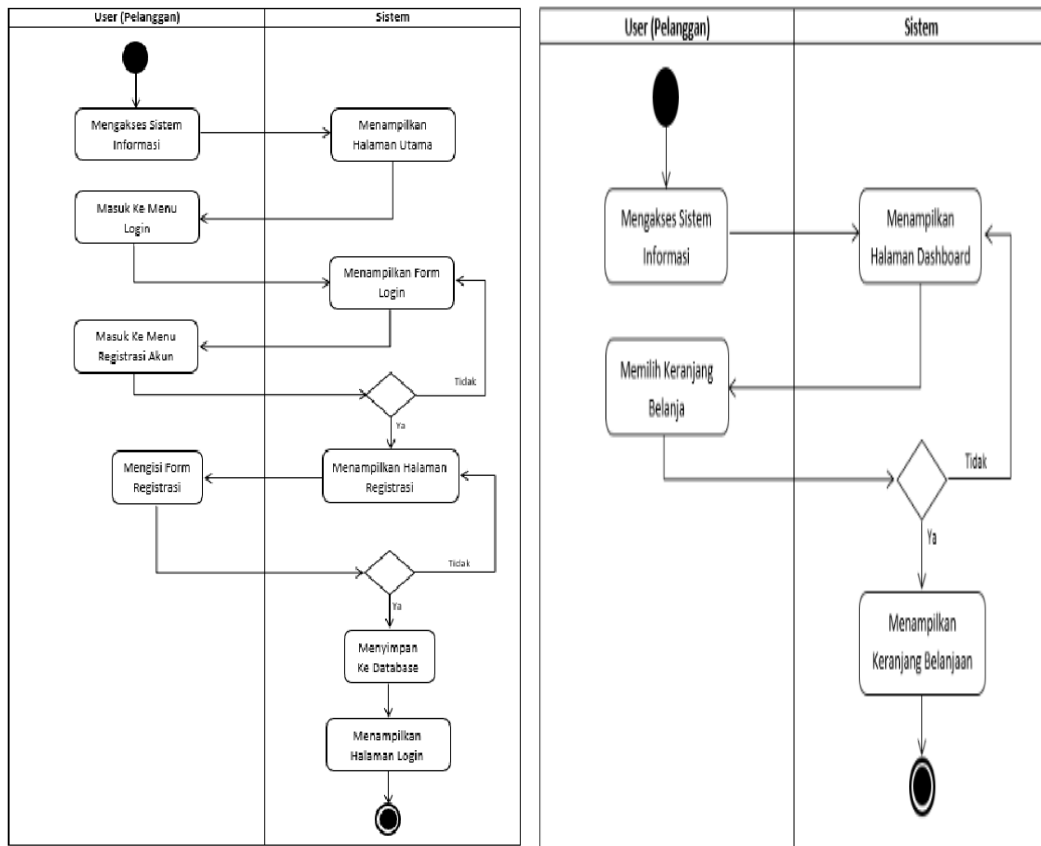 User (Pelanggan)
Sistem
Mengakses Sistem
Informasi
Menampilkan
Halaman Utama
Masuk Ke Menu
Login
Menampilkan Form
Login
Masuk Ke Menu
Registrasi Akun
Tidak
Ya
Mengisi Form
Registrasi
Menampilkan Halaman
Registrasi
Tidak
Ya
Menyimpan
Ke Database
Menampilkan
Halaman Login
User (Pelanggan)
Sistem
Mengakses Sistem
Informasi
Menampilkan
Halaman Dashboard
Memilih Keranjang
Belanja
Tidak
Ya
Menampilkan
Keranjang Belanjaan